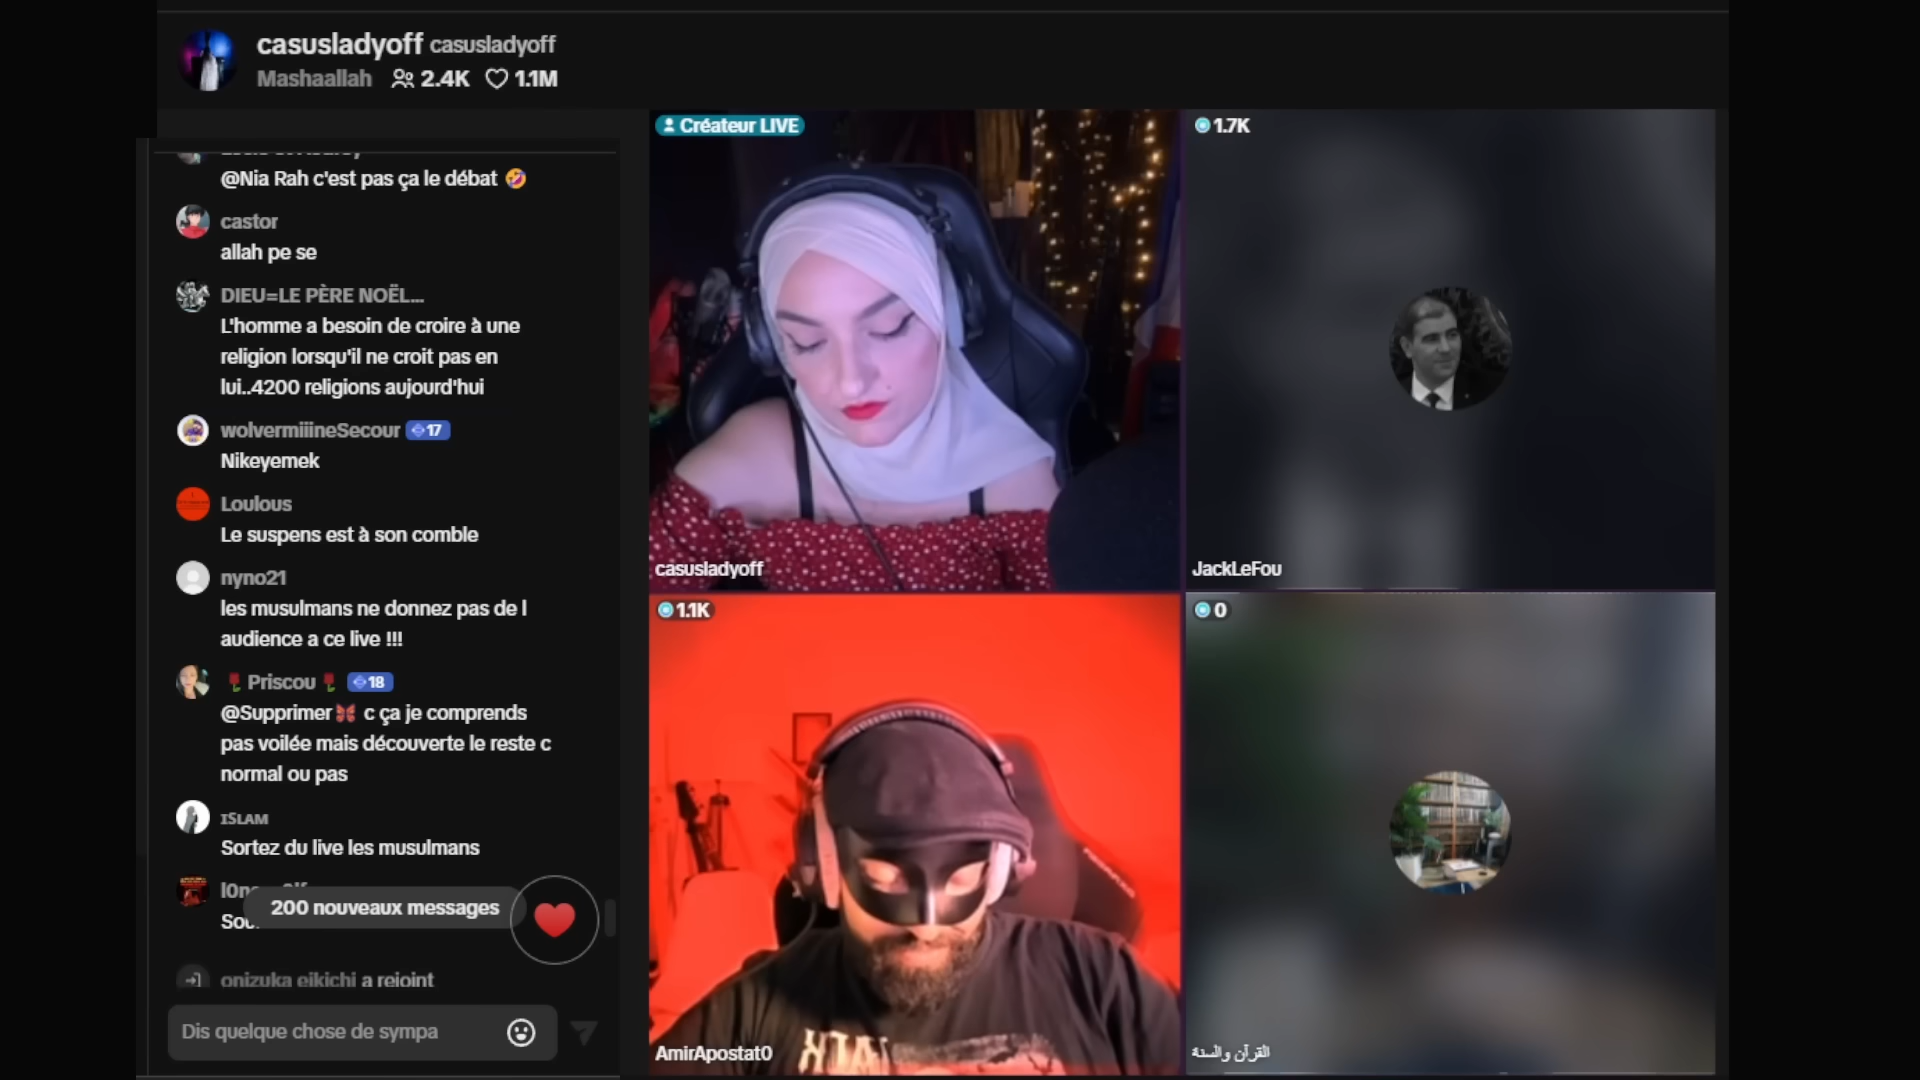 casusladyoff casusladyoff
Mashaallah 2.4K 1.1M
@Nia Rah c'est pas ça le débat
castor
allah pe se
DIEU=LE PÈRE NOËL...
L'homme a besoin de croire à une
religion lorsqu'il ne croit pas en
lui..4200 religions aujourd'hui
wolvermiiineSecour 17
Nikeyemek
Loulous
Le suspens est à son comble
nyno21
les musulmans ne donnez pas de l
audience a ce live !!!
Priscou 18
@Supprimer c ça je comprends
pas voilée mais découverte le reste c
normal ou pas
ISLAM
Sortez du live les musulmans
200 nouveaux messages
onizuka eikichi a rejoint
Dis quelque chose de sympa
Créateur LIVE
casusladyoff
1.7K
JackLeFou
1.1K
AmirApostat0
0
القرآن والسنة